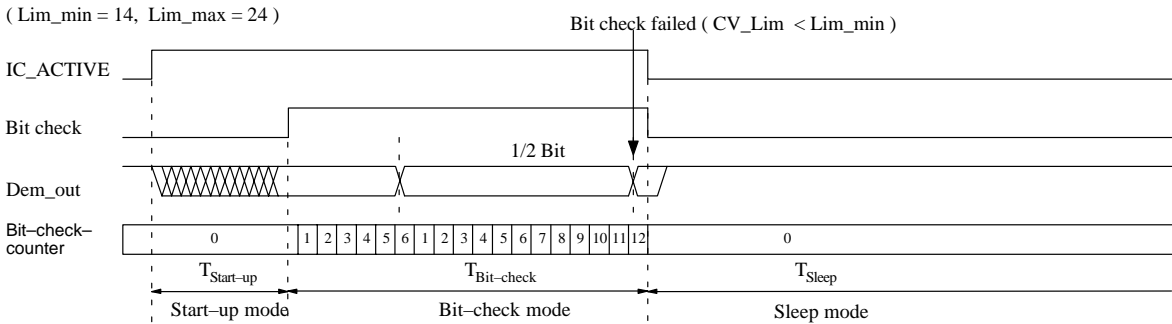 ( Lim_min = 14, Lim_max = 24 )
Bit check failed ( CV_Lim < Lim_min )
IC_ACTIVE
Bit check
1/2 Bit
Dem_out
Bit–check–
counter
0 1 2 3 4 5 6 1 2 3 4 5 6 7 8 9 10 11 12 0
TStart–up TBit–check TSleep
Start–up mode Bit–check mode Sleep mode